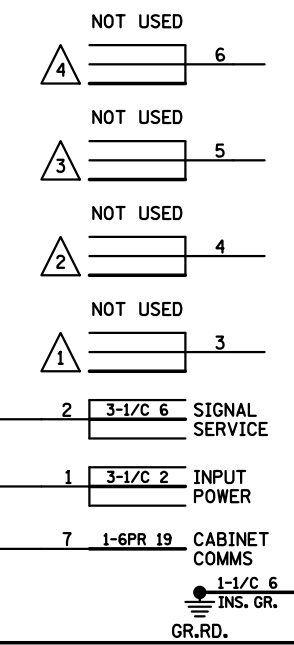 NOT USED
4
6
NOT USED
3
5
NOT USED
2
4
NOT USED
1
3
2 3-1/C 6 SIGNAL
SERVICE
1 3-1/C 2 INPUT
POWER
7 1-6PR 19 CABINET
COMMS
1-1/C 6
INS. GR.
GR.RD.